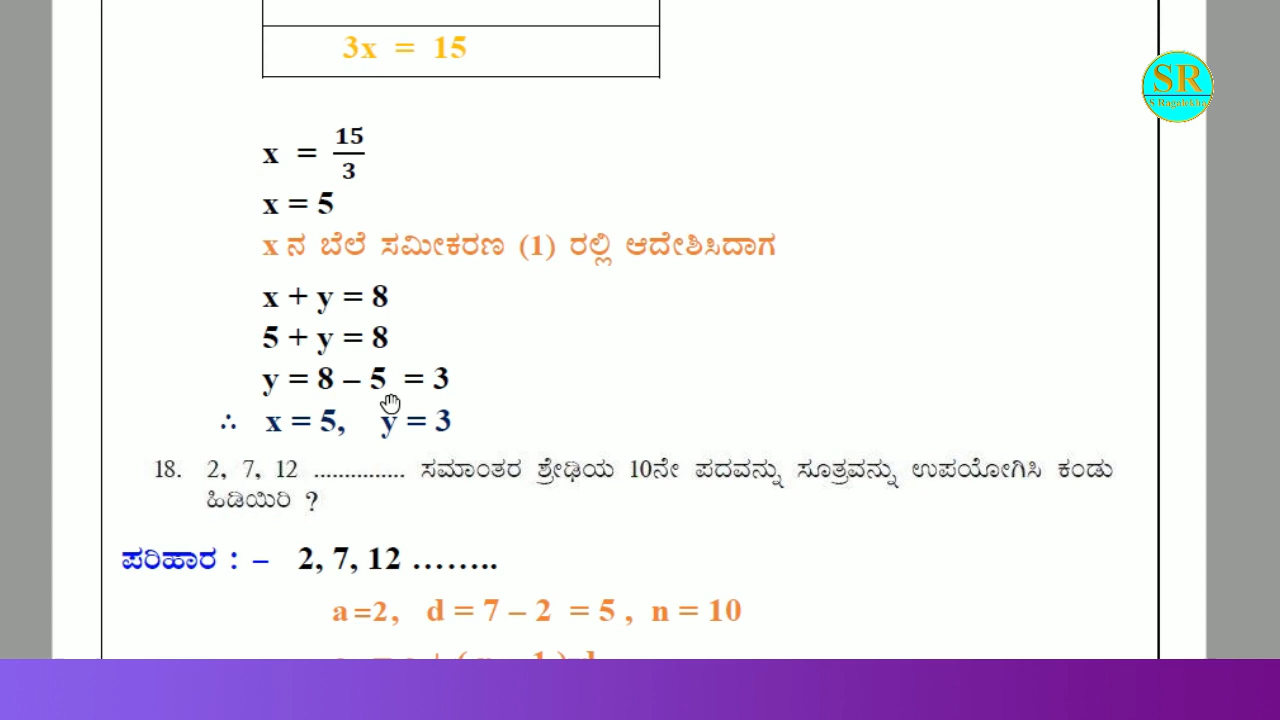 3x = 15
SR
S Ragalekha
x = 15/3
x = 5
x ನ ಬೆಲೆ ಸಮೀಕರಣ (1) ರಲ್ಲಿ ಆದೇಶಿಸಿದಾಗ
x + y = 8
5 + y = 8
y = 8 – 5 = 3
∴ x = 5, y = 3
18. 2, 7, 12 ............... ಸಮಾಂತರ ಶ್ರೇಢಿಯ 10ನೇ ಪದವನ್ನು ಸೂತ್ರವನ್ನು ಉಪಯೋಗಿಸಿ ಕಂಡು
ಹಿಡಿಯಿರಿ ?
ಪರಿಹಾರ : – 2, 7, 12 ……..
a =2, d = 7 – 2 = 5 , n = 10